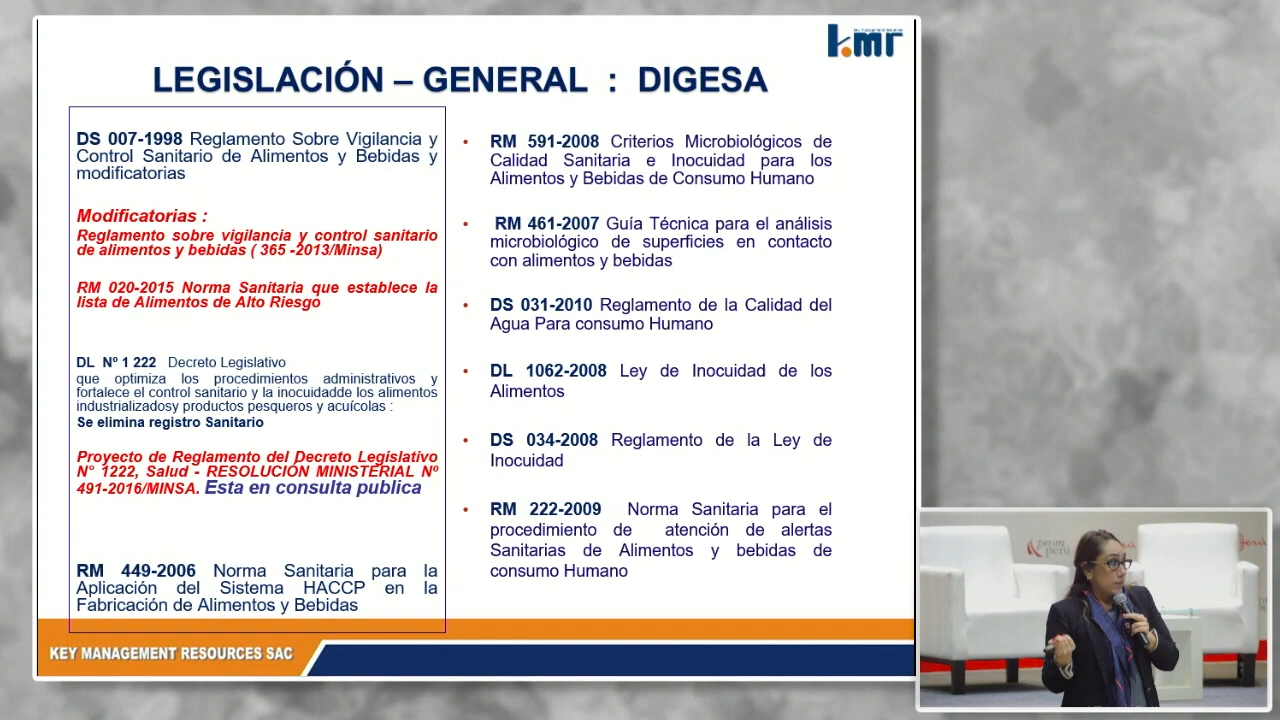 kmr
LEGISLACIÓN – GENERAL : DIGESA
DS 007-1998 Reglamento Sobre Vigilancia y
Control Sanitario de Alimentos y Bebidas y
modificatorias
Modificatorias :
Reglamento sobre vigilancia y control sanitario
de alimentos y bebidas ( 365 -2013/Minsa)
RM 020-2015 Norma Sanitaria que establece la
lista de Alimentos de Alto Riesgo
DL Nº 1 222 Decreto Legislativo
que optimiza los procedimientos administrativos y
fortalece el control sanitario y la inocuidadde los alimentos
industrializadosy productos pesqueros y acuícolas :
Se elimina registro Sanitario
Proyecto de Reglamento del Decreto Legislativo
N° 1222, Salud - RESOLUCIÓN MINISTERIAL Nº
491-2016/MINSA. Esta en consulta publica
RM 449-2006 Norma Sanitaria para la
Aplicación del Sistema HACCP en la
Fabricación de Alimentos y Bebidas
• RM 591-2008 Criterios Microbiológicos de
Calidad Sanitaria e Inocuidad para los
Alimentos y Bebidas de Consumo Humano
• RM 461-2007 Guía Técnica para el análisis
microbiológico de superficies en contacto
con alimentos y bebidas
• DS 031-2010 Reglamento de la Calidad del
Agua Para consumo Humano
• DL 1062-2008 Ley de Inocuidad de los
Alimentos
• DS 034-2008 Reglamento de la Ley de
Inocuidad
• RM 222-2009 Norma Sanitaria para el
procedimiento de atención de alertas
Sanitarias de Alimentos y bebidas de
consumo Humano
KEY MANAGEMENT RESOURCES SAC
prom
perú